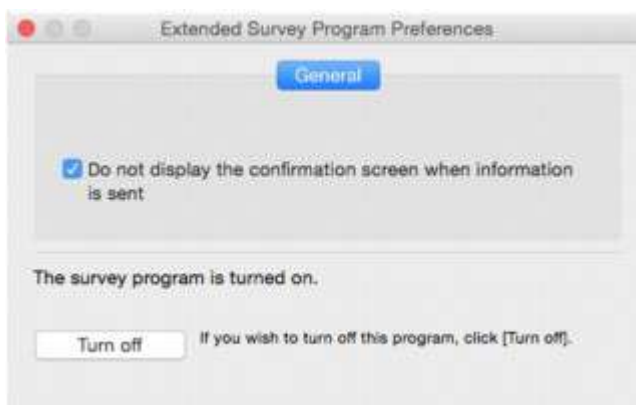 Extended Survey Program Preferences
General
Do not display the confirmation screen when information
is sent
The survey program is turned on.
Turn off
If you wish to turn off this program, click [Turn off].